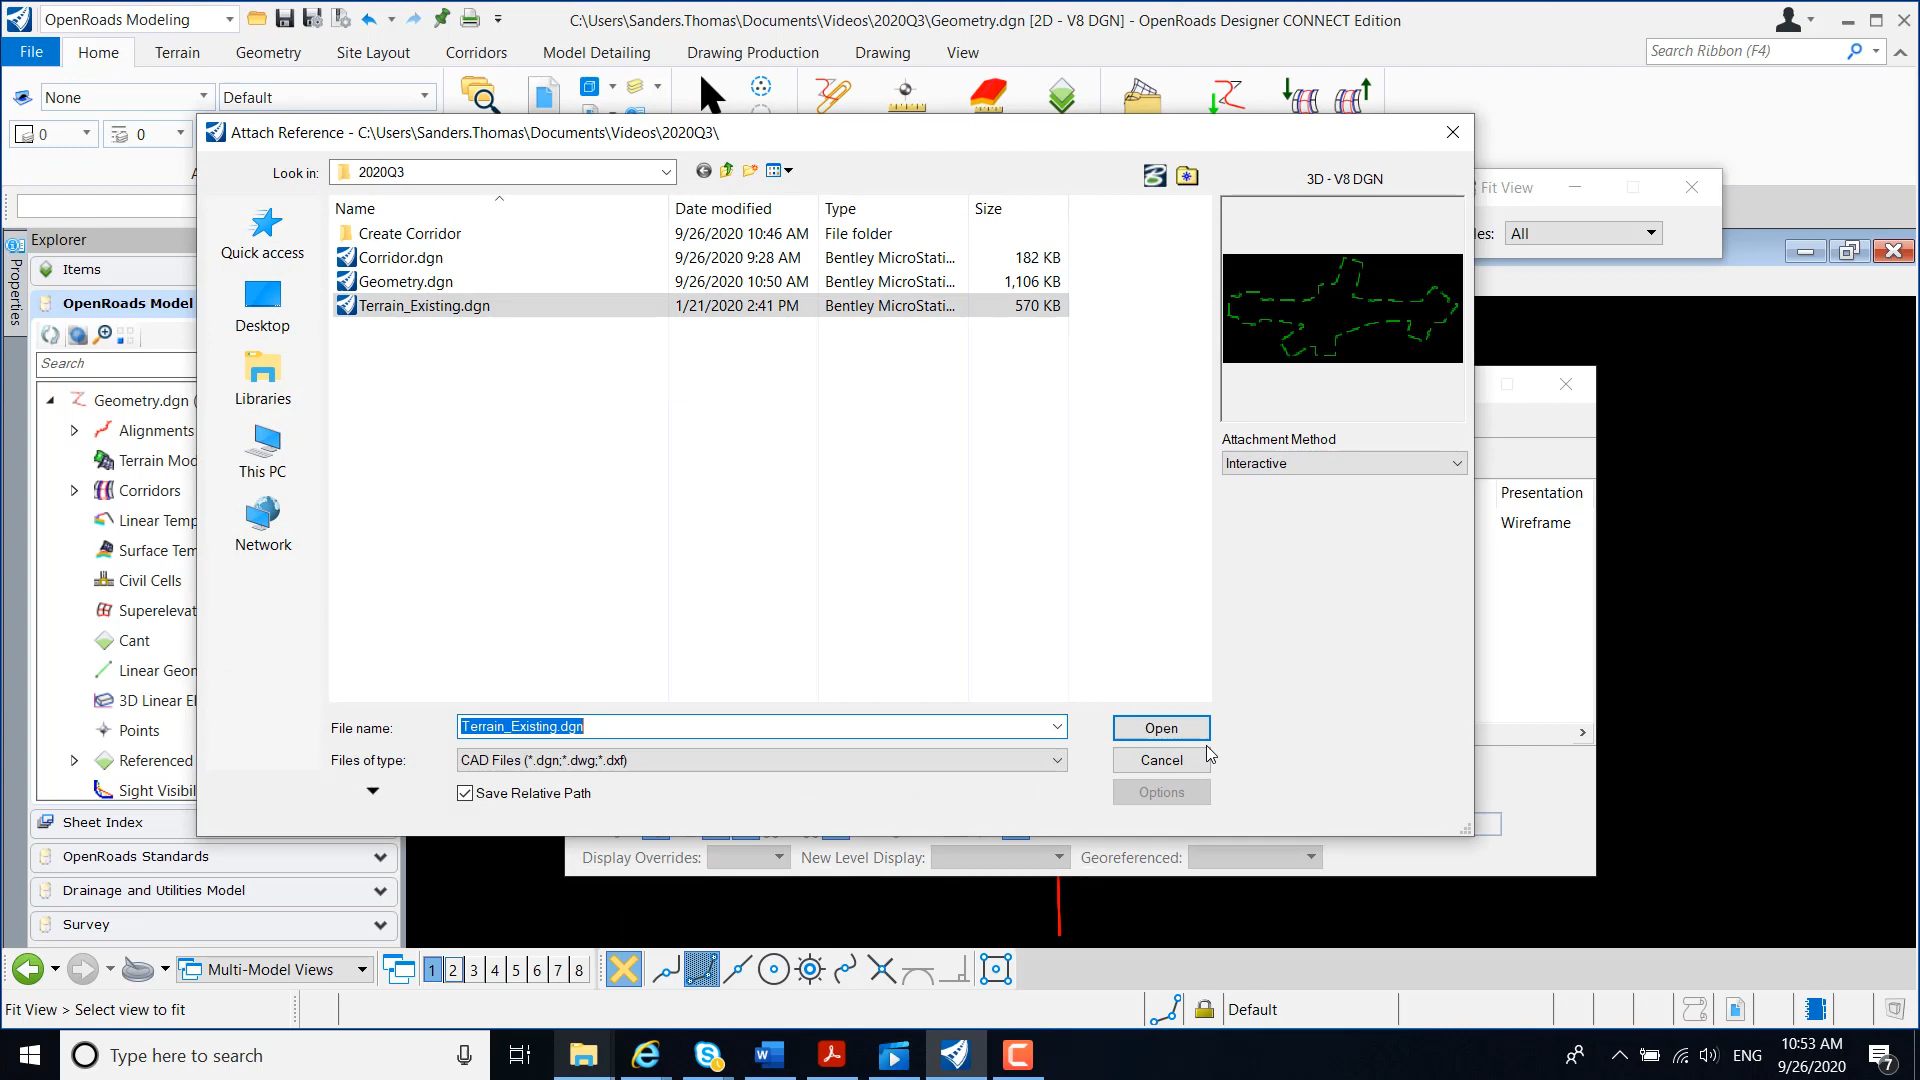 OpenRoads Modeling
C:\Users\Sanders.Thomas\Documents\Videos\2020Q3\Geometry.dgn [2D - V8 DGN] - OpenRoads Designer CONNECT Edition
File Home Terrain Geometry Site Layout Corridors Model Detailing Drawing Production Drawing View
Search Ribbon (F4)
None Default
0 0
Attach Reference - C:\Users\Sanders.Thomas\Documents\Videos\2020Q3\
Look in: 2020Q3
3D - V8 DGN
Fit View
All
Explorer
Properties
Items
OpenRoads Model
Search
Geometry.dgn (
Alignments
Terrain Mod
Corridors
Linear Temp
Surface Tem
Civil Cells
Superelevat
Cant
Linear Geon
3D Linear El
Points
Referenced
Sight Visibil
Sheet Index
OpenRoads Standards
Drainage and Utilities Model
Survey
Quick access
Desktop
Libraries
This PC
Network
Name Date modified Type Size
Create Corridor 9/26/2020 10:46 AM File folder
Corridor.dgn 9/26/2020 9:28 AM Bentley MicroStati... 182 KB
Geometry.dgn 9/26/2020 10:50 AM Bentley MicroStati... 1,106 KB
Terrain_Existing.dgn 1/21/2020 2:41 PM Bentley MicroStati... 570 KB
Attachment Method
Interactive
Presentation
Wireframe
File name: Terrain_Existing.dgn Open
Files of type: CAD Files (*.dgn;*.dwg;*.dxf) Cancel
Save Relative Path Options
Display Overrides: New Level Display: Georeferenced:
Multi-Model Views 1 2 3 4 5 6 7 8
Fit View > Select view to fit
Default
Type here to search
ENG
10:53 AM
9/26/2020
7